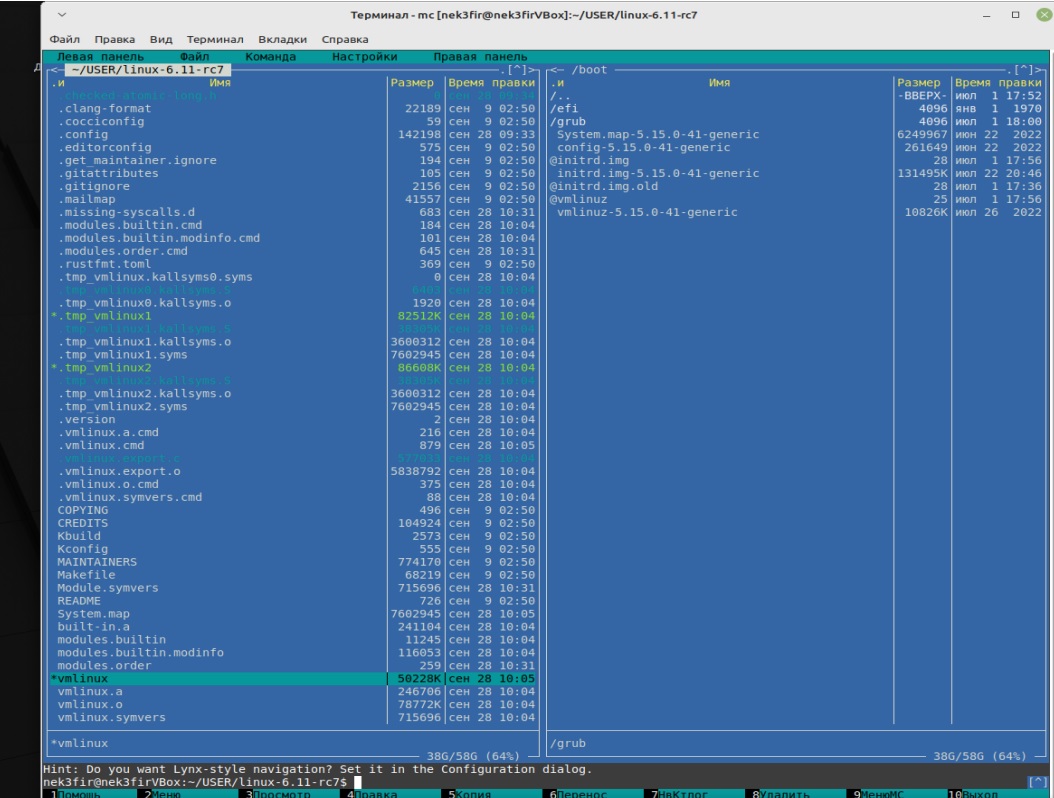 Терминал - mc [nek3fir@nek3firVBox]:~/USER/linux-6.11-rc7
Файл Правка Вид Терминал Вкладки Справка
Левая панель Файл Команда Настройки Правая панель
<— ~/USER/linux-6.11-rc7 .[^]>
.и Имя Размер Время правки
.checked-atomic-long.h 0 сен 28 09:34
.clang-format 22189 сен 9 02:50
.cocciconfig 59 сен 9 02:50
.config 142198 сен 28 09:33
.editorconfig 575 сен 9 02:50
.get_maintainer.ignore 194 сен 9 02:50
.gitattributes 105 сен 9 02:50
.gitignore 2156 сен 9 02:50
.mailmap 41557 сен 9 02:50
.missing-syscalls.d 683 сен 28 10:31
.modules.builtin.cmd 184 сен 28 10:04
.modules.builtin.modinfo.cmd 101 сен 28 10:04
.modules.order.cmd 645 сен 28 10:31
.rustfmt.toml 369 сен 9 02:50
.tmp_vmlinux.kallsyms0.syms 0 сен 28 10:04
.tmp_vmlinux0.kallsyms.S 6403 сен 28 10:04
.tmp_vmlinux0.kallsyms.o 1920 сен 28 10:04
*.tmp_vmlinux1 82512K сен 28 10:04
.tmp_vmlinux1.kallsyms.S 38305K сен 28 10:04
.tmp_vmlinux1.kallsyms.o 3600312 сен 28 10:04
.tmp_vmlinux1.syms 7602945 сен 28 10:04
*.tmp_vmlinux2 86608K сен 28 10:04
.tmp_vmlinux2.kallsyms.S 38305K сен 28 10:04
.tmp_vmlinux2.kallsyms.o 3600312 сен 28 10:04
.tmp_vmlinux2.syms 7602945 сен 28 10:04
.version 2 сен 28 10:04
.vmlinux.a.cmd 216 сен 28 10:04
.vmlinux.cmd 879 сен 28 10:05
.vmlinux.export.c сен 28 10:04
.vmlinux.export.o 5838792 сен 28 10:04
.vmlinux.o.cmd 375 сен 28 10:04
.vmlinux.symvers.cmd 88 сен 28 10:04
COPYING 496 сен 9 02:50
CREDITS 104924 сен 9 02:50
Kbuild 2573 сен 9 02:50
Kconfig 555 сен 9 02:50
MAINTAINERS 774170 сен 9 02:50
Makefile 68219 сен 9 02:50
Module.symvers 715696 сен 28 10:31
README 726 сен 9 02:50
System.map 7602945 сен 28 10:05
built-in.a 241104 сен 28 10:04
modules.builtin 11245 сен 28 10:04
modules.builtin.modinfo 116053 сен 28 10:04
modules.order 259 сен 28 10:31
*vmlinux 50228K сен 28 10:05
vmlinux.a 246706 сен 28 10:04
vmlinux.o 78772K сен 28 10:04
vmlinux.symvers 715696 сен 28 10:04
*vmlinux
38G/58G (64%)
<— /boot .[^]>
.и Имя Размер Время правки
/.. -ВВЕРХ- июл 1 17:52
/efi 4096 янв 1 1970
/grub 4096 июл 1 18:00
System.map-5.15.0-41-generic 6249967 июн 22 2022
config-5.15.0-41-generic 261649 июн 22 2022
@initrd.img 28 июл 1 17:56
initrd.img-5.15.0-41-generic 131495K июл 22 20:46
@initrd.img.old 28 июл 1 17:36
@vmlinuz 25 июл 1 17:56
vmlinuz-5.15.0-41-generic 10826K июл 26 2022
/grub
38G/58G (64%)
Hint: Do you want Lynx-style navigation? Set it in the Configuration dialog.
nek3fir@nek3firVBox:~/USER/linux-6.11-rc7$ [^]
1Помощь 2Меню 3Просмотр 4Правка 5Копия 6Перенос 7НвКтлог 8Удалить 9МенюМС 10Выход